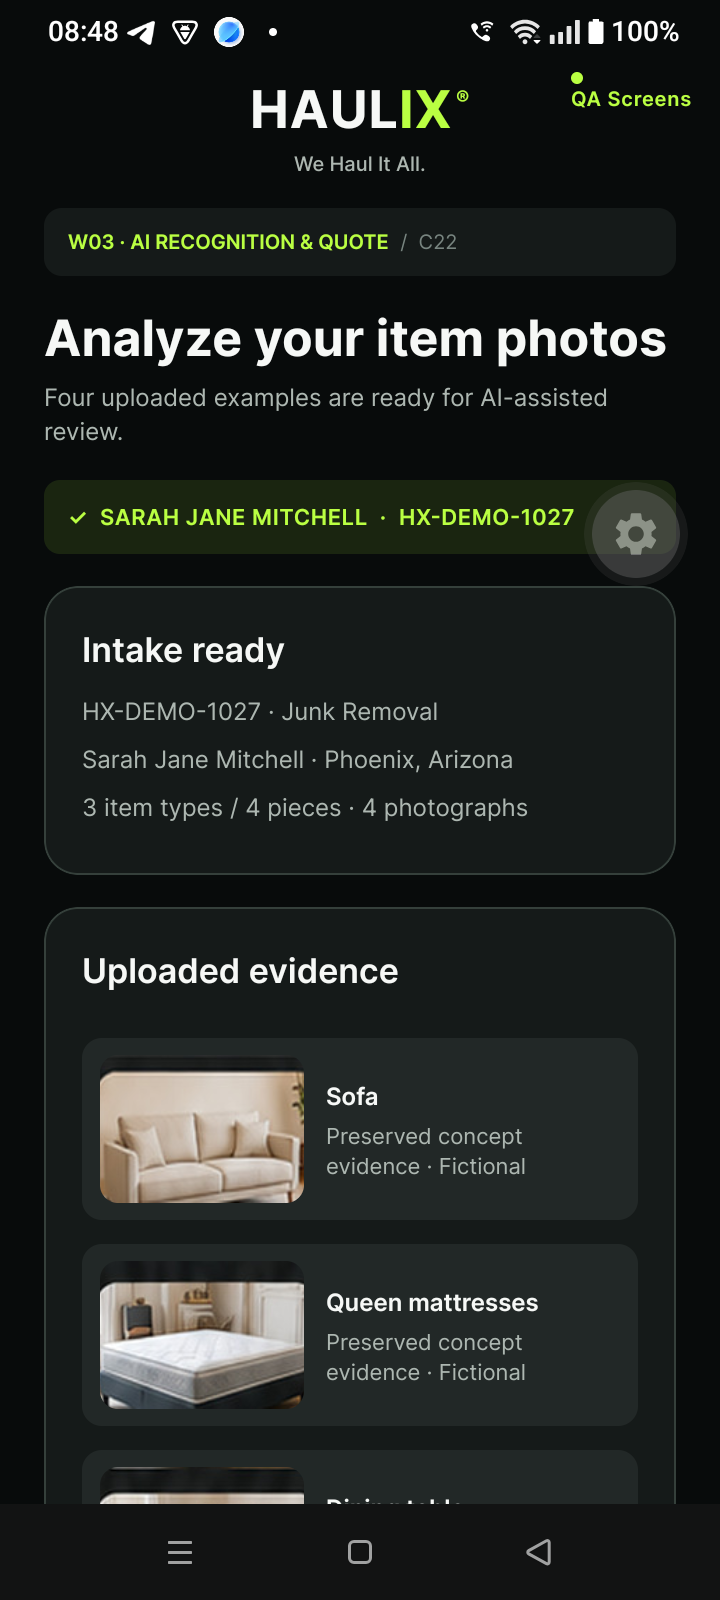 08:48
100%
HAULIX®
QA Screens
We Haul It All.
W03 · AI RECOGNITION & QUOTE / C22
Analyze your item photos
Four uploaded examples are ready for AI-assisted
review.
✓ SARAH JANE MITCHELL · HX-DEMO-1027
Intake ready
HX-DEMO-1027 · Junk Removal
Sarah Jane Mitchell · Phoenix, Arizona
3 item types / 4 pieces · 4 photographs
Uploaded evidence
Sofa
Preserved concept
evidence · Fictional
Queen mattresses
Preserved concept
evidence · Fictional